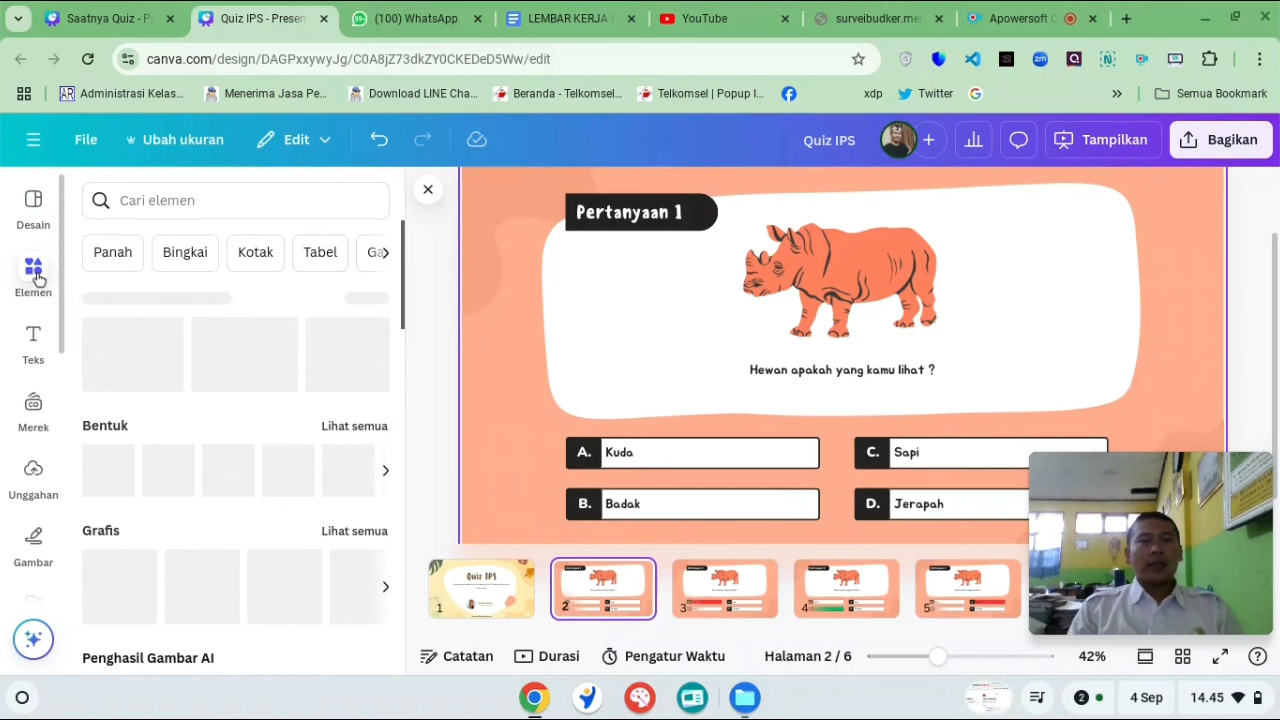 Saatnya Quiz - P
Quiz IPS - Presen
(100) WhatsApp
LEMBAR KERJA S
YouTube
surveibudker.me
Apowersoft C
canva.com/design/DAGPxxywyJg/C0A8jZ73dkZY0CKEDeD5Ww/edit
Administrasi Kelas...
Menerima Jasa Pe...
Download LINE Cha...
Beranda - Telkomsel...
Telkomsel | Popup I...
xdp
Twitter
Semua Bookmark
File
Ubah ukuran
Edit
Quiz IPS
Tampilkan
Bagikan
Desain
Elemen
Teks
Merek
Unggahan
Gambar
Cari elemen
Panah
Bingkai
Kotak
Tabel
Ga
Bentuk
Lihat semua
Grafis
Lihat semua
Penghasil Gambar AI
Pertanyaan 1
Hewan apakah yang kamu lihat ?
A. Kuda
C. Sapi
B. Badak
D. Jerapah
Quiz IPS
1
2
3
4
5
Catatan
Durasi
Pengatur Waktu
Halaman 2 / 6
42%
2
4 Sep
14.45